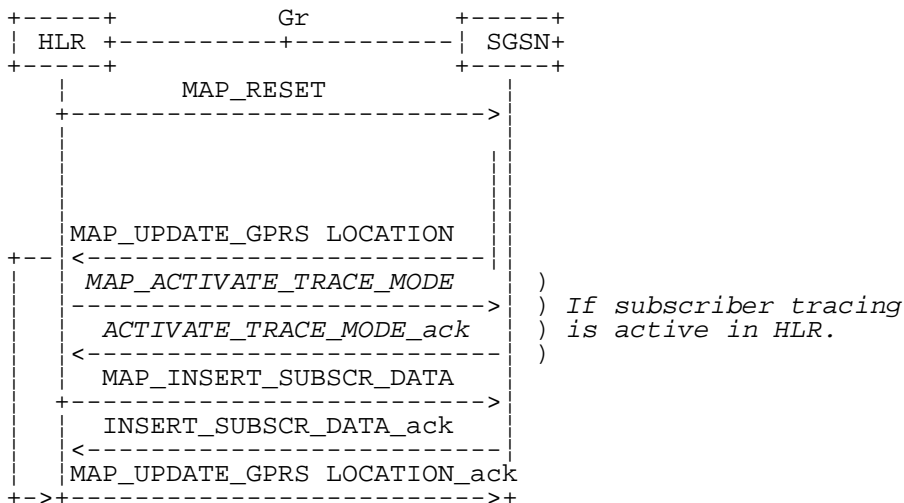 Gr
HLR SGSN
MAP_RESET
MAP_UPDATE_GPRS LOCATION
MAP_ACTIVATE_TRACE_MODE )
) If subscriber tracing
ACTIVATE_TRACE_MODE_ack ) is active in HLR.
)
MAP_INSERT_SUBSCR_DATA
INSERT_SUBSCR_DATA_ack
MAP_UPDATE_GPRS LOCATION_ack